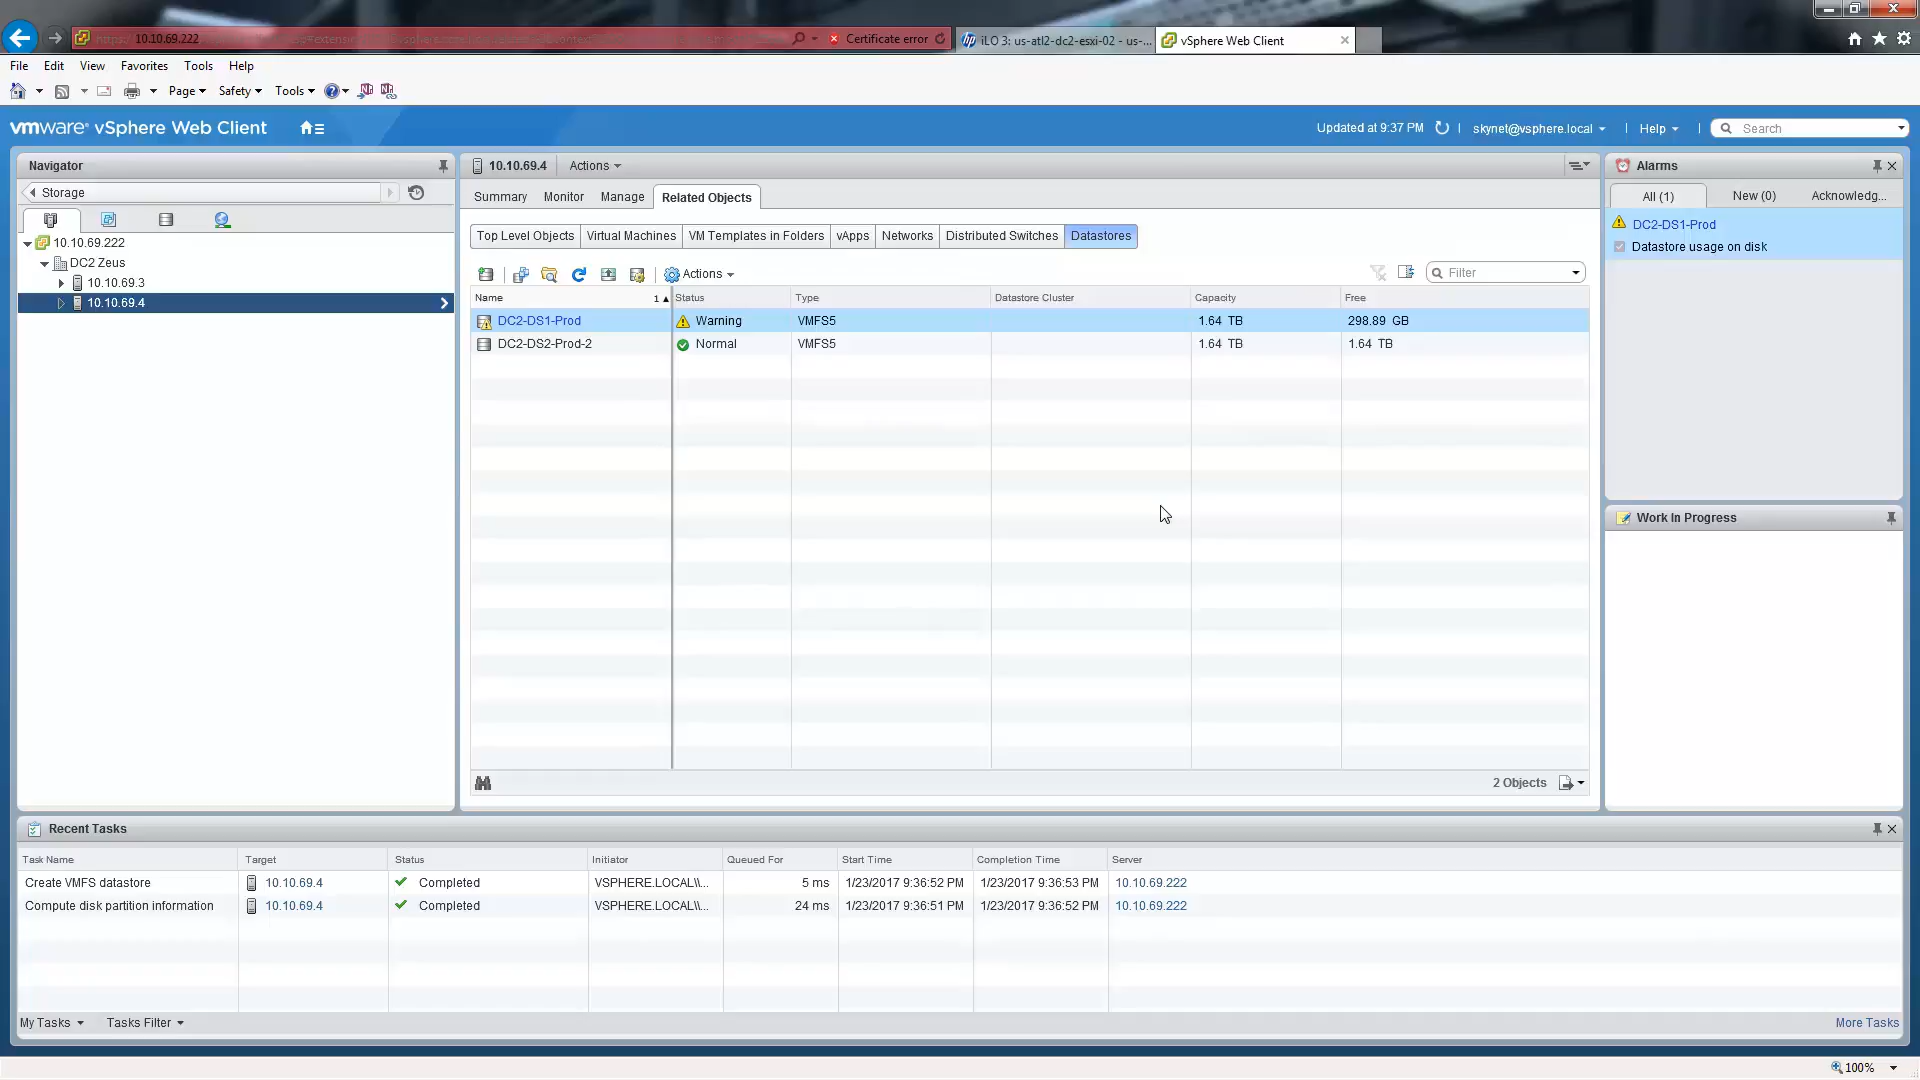 10.10.69.222
Certificate error
iLO 3: us-atl2-dc2-esxi-02 - us-...
vSphere Web Client
File Edit View Favorites Tools Help
Page Safety Tools
vmware® vSphere Web Client
Updated at 9:37 PM
skynet@vsphere.local
Help
Search
Navigator
Storage
10.10.69.222
DC2 Zeus
10.10.69.3
10.10.69.4
10.10.69.4 Actions
Summary Monitor Manage Related Objects
Top Level Objects Virtual Machines VM Templates in Folders vApps Networks Distributed Switches Datastores
Actions
Filter
Name 1 Status Type Datastore Cluster Capacity Free
DC2-DS1-Prod Warning VMFS5 1.64 TB 298.89 GB
DC2-DS2-Prod-2 Normal VMFS5 1.64 TB 1.64 TB
2 Objects
Alarms
All (1) New (0) Acknowledg...
DC2-DS1-Prod
Datastore usage on disk
Work In Progress
Recent Tasks
Task Name Target Status Initiator Queued For Start Time Completion Time Server
Create VMFS datastore 10.10.69.4 Completed VSPHERE.LOCAL\\... 5 ms 1/23/2017 9:36:52 PM 1/23/2017 9:36:53 PM 10.10.69.222
Compute disk partition information 10.10.69.4 Completed VSPHERE.LOCAL\\... 24 ms 1/23/2017 9:36:51 PM 1/23/2017 9:36:52 PM 10.10.69.222
My Tasks Tasks Filter
More Tasks
100%